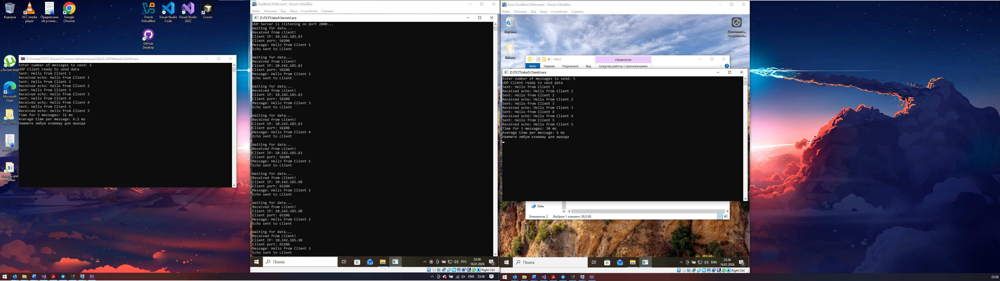 Корзина
VLC media player
Предписани об устане...
Google Chrome
Oracle VirtualBox
Visual Studio Code
Visual Studio 2022
Cursor
GitHub Desktop
uTorrent Web
Microsoft Edge
BSL_v10.0
лаба2.docx
банеры для стрима
D:\Универ\ПСП Шиман\Готовые лабораторные\laba3\x64\Release\ClientU.exe
Enter number of messages to send: 5
UDP Client ready to send data
Sent: Hello from Client 1
Received echo: Hello from Client 1
Sent: Hello from Client 2
Received echo: Hello from Client 2
Sent: Hello from Client 3
Received echo: Hello from Client 3
Sent: Hello from Client 4
Received echo: Hello from Client 4
Sent: Hello from Client 5
Received echo: Hello from Client 5
Time for 5 messages: 31 ms
Average time per message: 6.2 ms
Нажмите любую клавишу для выхода
DualBoot [Работает] - Oracle VirtualBox
Файл Машина Вид Ввод Устройства Справка
Z:\ПСП\laba3\ServerU.exe
UDP Server is listening on port 2000...
Waiting for data...
Received from client!
Client IP: 10.142.185.63
Client port: 56206
Message: Hello from Client 1
Echo sent to client
Waiting for data...
Received from client!
Client IP: 10.142.185.63
Client port: 56206
Message: Hello from Client 2
Echo sent to client
Waiting for data...
Received from client!
Client IP: 10.142.185.63
Client port: 56206
Message: Hello from Client 3
Echo sent to client
Waiting for data...
Received from client!
Client IP: 10.142.185.63
Client port: 56206
Message: Hello from Client 4
Echo sent to client
Waiting for data...
Received from client!
Client IP: 10.142.185.63
Client port: 56206
Message: Hello from Client 5
Echo sent to client
Waiting for data...
Received from client!
Client IP: 10.142.185.98
Client port: 65206
Message: Hello from Client 1
Echo sent to client
Waiting for data...
Received from client!
Client IP: 10.142.185.98
Client port: 65206
Message: Hello from Client 2
Echo sent to client
Waiting for data...
Received from client!
Client IP: 10.142.185.98
Client port: 65206
Message: Hello from Client 3
Echo sent to client
Поиск
РУС
23:36
16.01.2026
2
Right Ctrl
ENG 23:36
Клон DualBoot [Работает] - Oracle VirtualBox
Файл Машина Вид Ввод Устройства Справка
Корзина
Release
Дополните... сведения о...
laba3
Управление
Файл Главная Поделиться Вид Средства работы с приложениями
Z:\ПСП\laba3\ClientU.exe
Enter number of messages to send: 5
UDP Client ready to send data
Sent: Hello from Client 1
Received echo: Hello from Client 1
Sent: Hello from Client 2
Received echo: Hello from Client 2
Sent: Hello from Client 3
Received echo: Hello from Client 3
Sent: Hello from Client 4
Received echo: Hello from Client 4
Sent: Hello from Client 5
Received echo: Hello from Client 5
Time for 5 messages: 30 ms
Average time per message: 6 ms
Нажмите любую клавишу для выхода
Сеть
Элементов: 2 Выбран 1 элемент: 38,0 КБ
Поиск
ENG
23:36
16.01.2026
2
Right Ctrl
23:36